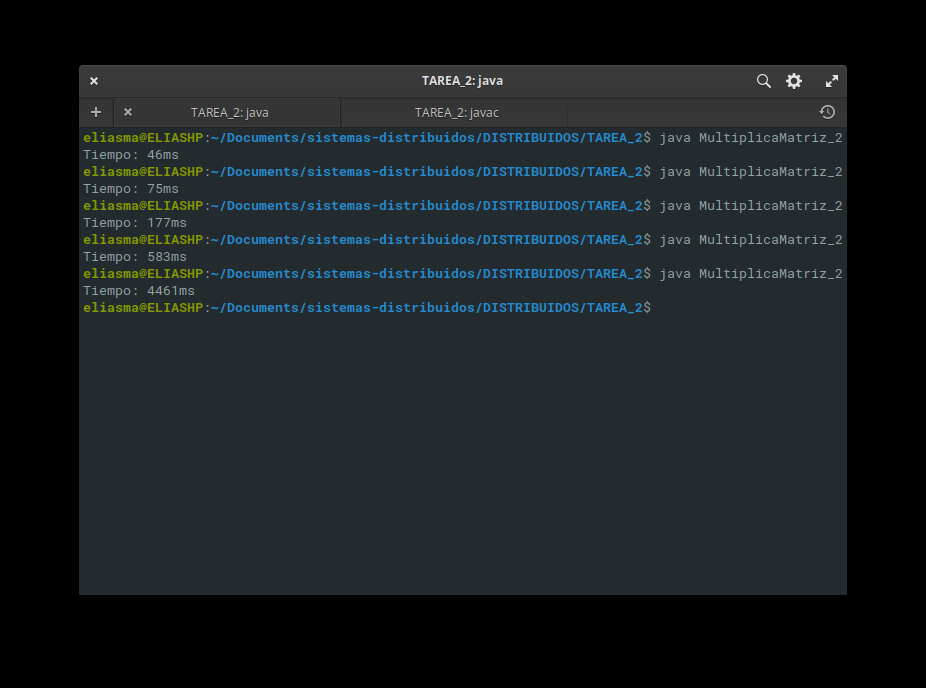 TAREA_2: java
TAREA_2: java
TAREA_2: javac
eliasma@ELIASHP:~/Documents/sistemas-distribuidos/DISTRIBUIDOS/TAREA_2$ java MultiplicaMatriz_2
Tiempo: 46ms
eliasma@ELIASHP:~/Documents/sistemas-distribuidos/DISTRIBUIDOS/TAREA_2$ java MultiplicaMatriz_2
Tiempo: 75ms
eliasma@ELIASHP:~/Documents/sistemas-distribuidos/DISTRIBUIDOS/TAREA_2$ java MultiplicaMatriz_2
Tiempo: 177ms
eliasma@ELIASHP:~/Documents/sistemas-distribuidos/DISTRIBUIDOS/TAREA_2$ java MultiplicaMatriz_2
Tiempo: 583ms
eliasma@ELIASHP:~/Documents/sistemas-distribuidos/DISTRIBUIDOS/TAREA_2$ java MultiplicaMatriz_2
Tiempo: 4461ms
eliasma@ELIASHP:~/Documents/sistemas-distribuidos/DISTRIBUIDOS/TAREA_2$